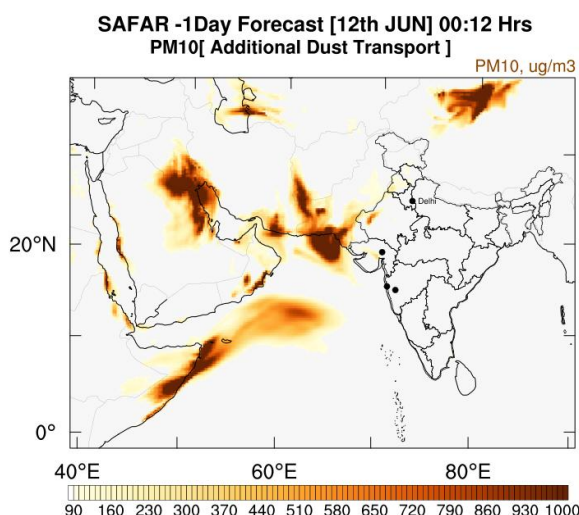 SAFAR -1Day Forecast [12th JUN] 00:12 Hrs
PM10[ Additional Dust Transport ]
PM10, ug/m3
Delhi
20°N
0°
40°E 60°E 80°E
90 160 230 300 370 440 510 580 650 720 790 860 930 1000